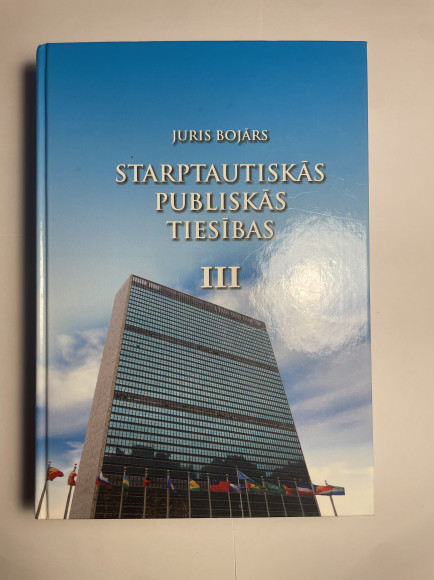 JURIS BOJĀRS
STARPTAUTISKĀS
PUBLISKĀS
TIESĪBAS
III